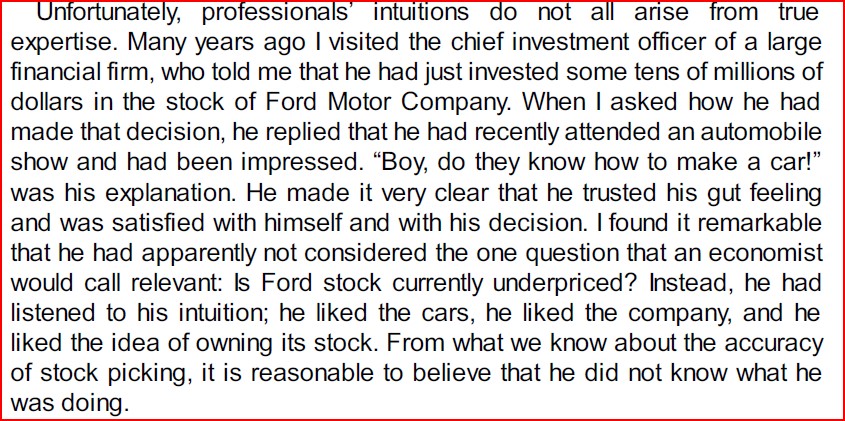 Unfortunately, professionals’ intuitions do not all arise from true
expertise. Many years ago I visited the chief investment officer of a large
financial firm, who told me that he had just invested some tens of millions of
dollars in the stock of Ford Motor Company. When I asked how he had
made that decision, he replied that he had recently attended an automobile
show and had been impressed. “Boy, do they know how to make a car!”
was his explanation. He made it very clear that he trusted his gut feeling
and was satisfied with himself and with his decision. I found it remarkable
that he had apparently not considered the one question that an economist
would call relevant: Is Ford stock currently underpriced? Instead, he had
listened to his intuition; he liked the cars, he liked the company, and he
liked the idea of owning its stock. From what we know about the accuracy
of stock picking, it is reasonable to believe that he did not know what he
was doing.